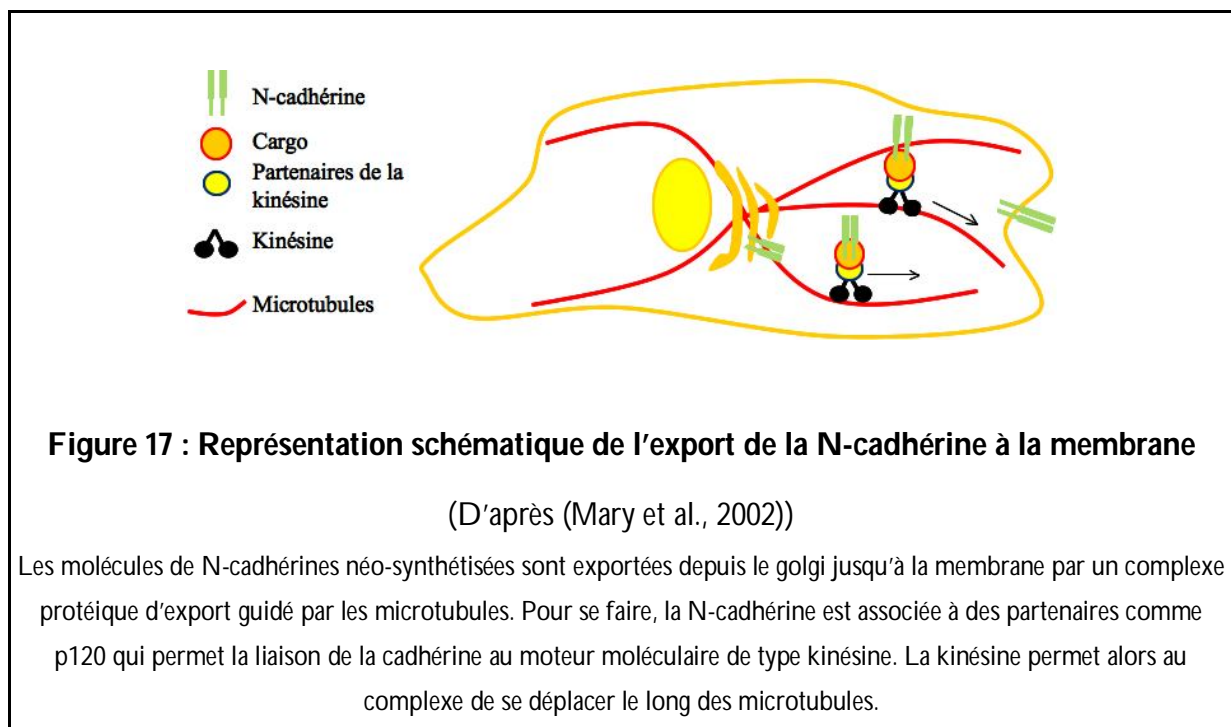 N-cadhérine
Cargo
Partenaires de la
kinésine
Kinésine
Microtubules
Figure 17 : Représentation schématique de l’export de la N-cadhérine à la membrane
(D’après (Mary et al., 2002))
Les molécules de N-cadhérines néo-synthétisées sont exportées depuis le golgi jusqu’à la membrane par un complexe
protéique d’export guidé par les microtubules. Pour se faire, la N-cadhérine est associée à des partenaires comme
p120 qui permet la liaison de la cadhérine au moteur moléculaire de type kinésine. La kinésine permet alors au
complexe de se déplacer le long des microtubules.